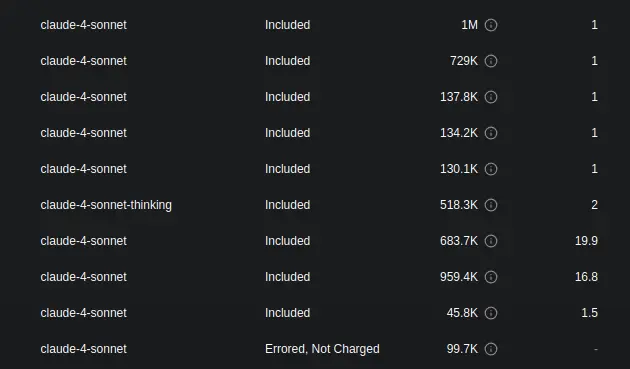 claude-4-sonnet Included 1M 1
claude-4-sonnet Included 729K 1
claude-4-sonnet Included 137.8K 1
claude-4-sonnet Included 134.2K 1
claude-4-sonnet Included 130.1K 1
claude-4-sonnet-thinking Included 518.3K 2
claude-4-sonnet Included 683.7K 19.9
claude-4-sonnet Included 959.4K 16.8
claude-4-sonnet Included 45.8K 1.5
claude-4-sonnet Errored, Not Charged 99.7K -